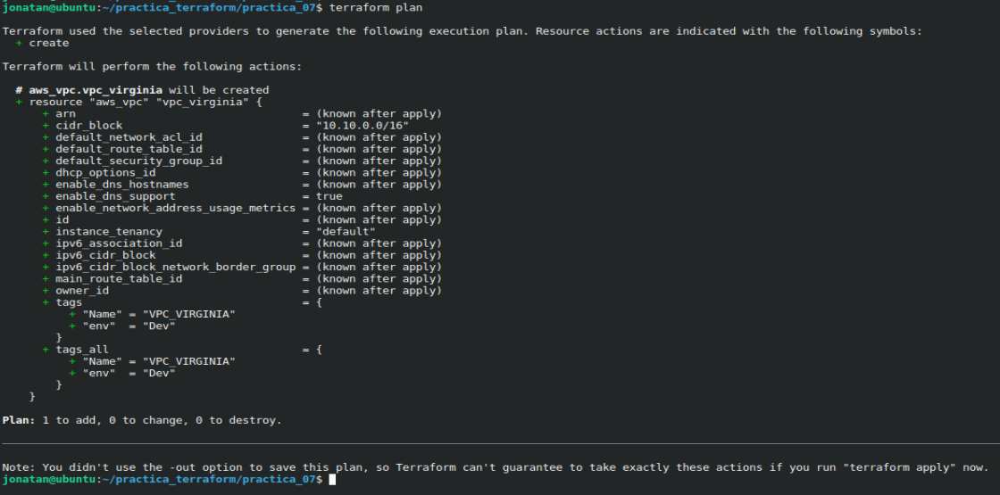 jonatan@ubuntu:~/practica_terraform/practica_07$ terraform plan
Terraform used the selected providers to generate the following execution plan. Resource actions are indicated with the following symbols:
  + create
Terraform will perform the following actions:
  # aws_vpc.vpc_virginia will be created
  + resource "aws_vpc" "vpc_virginia" {
      + arn                                  = (known after apply)
      + cidr_block                           = "10.10.0.0/16"
      + default_network_acl_id               = (known after apply)
      + default_route_table_id               = (known after apply)
      + default_security_group_id            = (known after apply)
      + dhcp_options_id                      = (known after apply)
      + enable_dns_hostnames                 = (known after apply)
      + enable_dns_support                   = true
      + enable_network_address_usage_metrics = (known after apply)
      + id                                   = (known after apply)
      + instance_tenancy                     = "default"
      + ipv6_association_id                  = (known after apply)
      + ipv6_cidr_block                      = (known after apply)
      + ipv6_cidr_block_network_border_group = (known after apply)
      + main_route_table_id                  = (known after apply)
      + owner_id                             = (known after apply)
      + tags                                 = {
          + "Name" = "VPC_VIRGINIA"
          + "env"  = "Dev"
        }
      + tags_all                             = {
          + "Name" = "VPC_VIRGINIA"
          + "env"  = "Dev"
        }
    }
Plan: 1 to add, 0 to change, 0 to destroy.
Note: You didn't use the -out option to save this plan, so Terraform can't guarantee to take exactly these actions if you run "terraform apply" now.
jonatan@ubuntu:~/practica_terraform/practica_07$